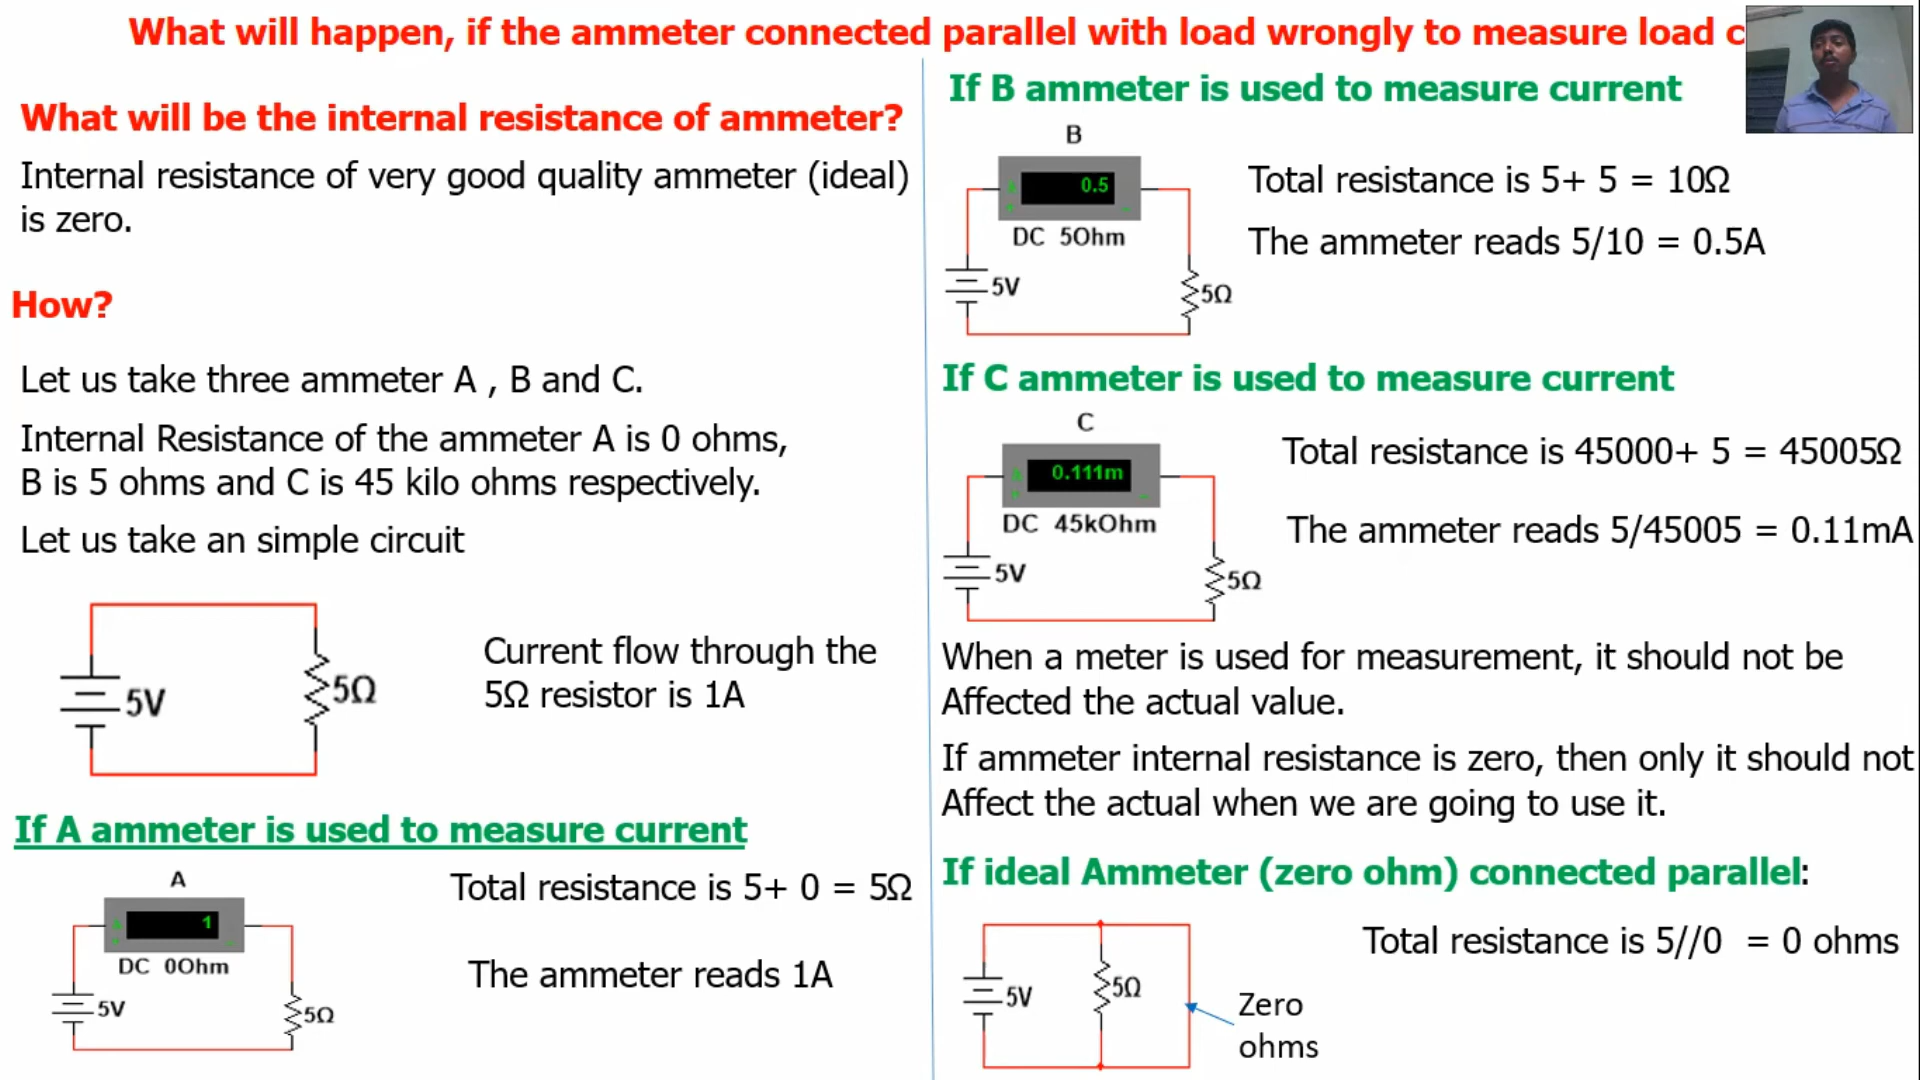 What will happen, if the ammeter connected parallel with load wrongly to measure load c
What will be the internal resistance of ammeter?
Internal resistance of very good quality ammeter (ideal)
is zero.
How?
Let us take three ammeter A , B and C.
Internal Resistance of the ammeter A is 0 ohms,
B is 5 ohms and C is 45 kilo ohms respectively.
Let us take an simple circuit
5V
5Ω
Current flow through the
5Ω resistor is 1A
If A ammeter is used to measure current
A
1
DC 0Ohm
5V
5Ω
Total resistance is 5+ 0 = 5Ω
The ammeter reads 1A
If B ammeter is used to measure current
B
0.5
DC 5Ohm
5V
5Ω
Total resistance is 5+ 5 = 10Ω
The ammeter reads 5/10 = 0.5A
If C ammeter is used to measure current
C
0.111m
DC 45kOhm
5V
5Ω
Total resistance is 45000+ 5 = 45005Ω
The ammeter reads 5/45005 = 0.11mA
When a meter is used for measurement, it should not be
Affected the actual value.
If ammeter internal resistance is zero, then only it should not
Affect the actual when we are going to use it.
If ideal Ammeter (zero ohm) connected parallel:
5V
5Ω
Zero
ohms
Total resistance is 5//0 = 0 ohms